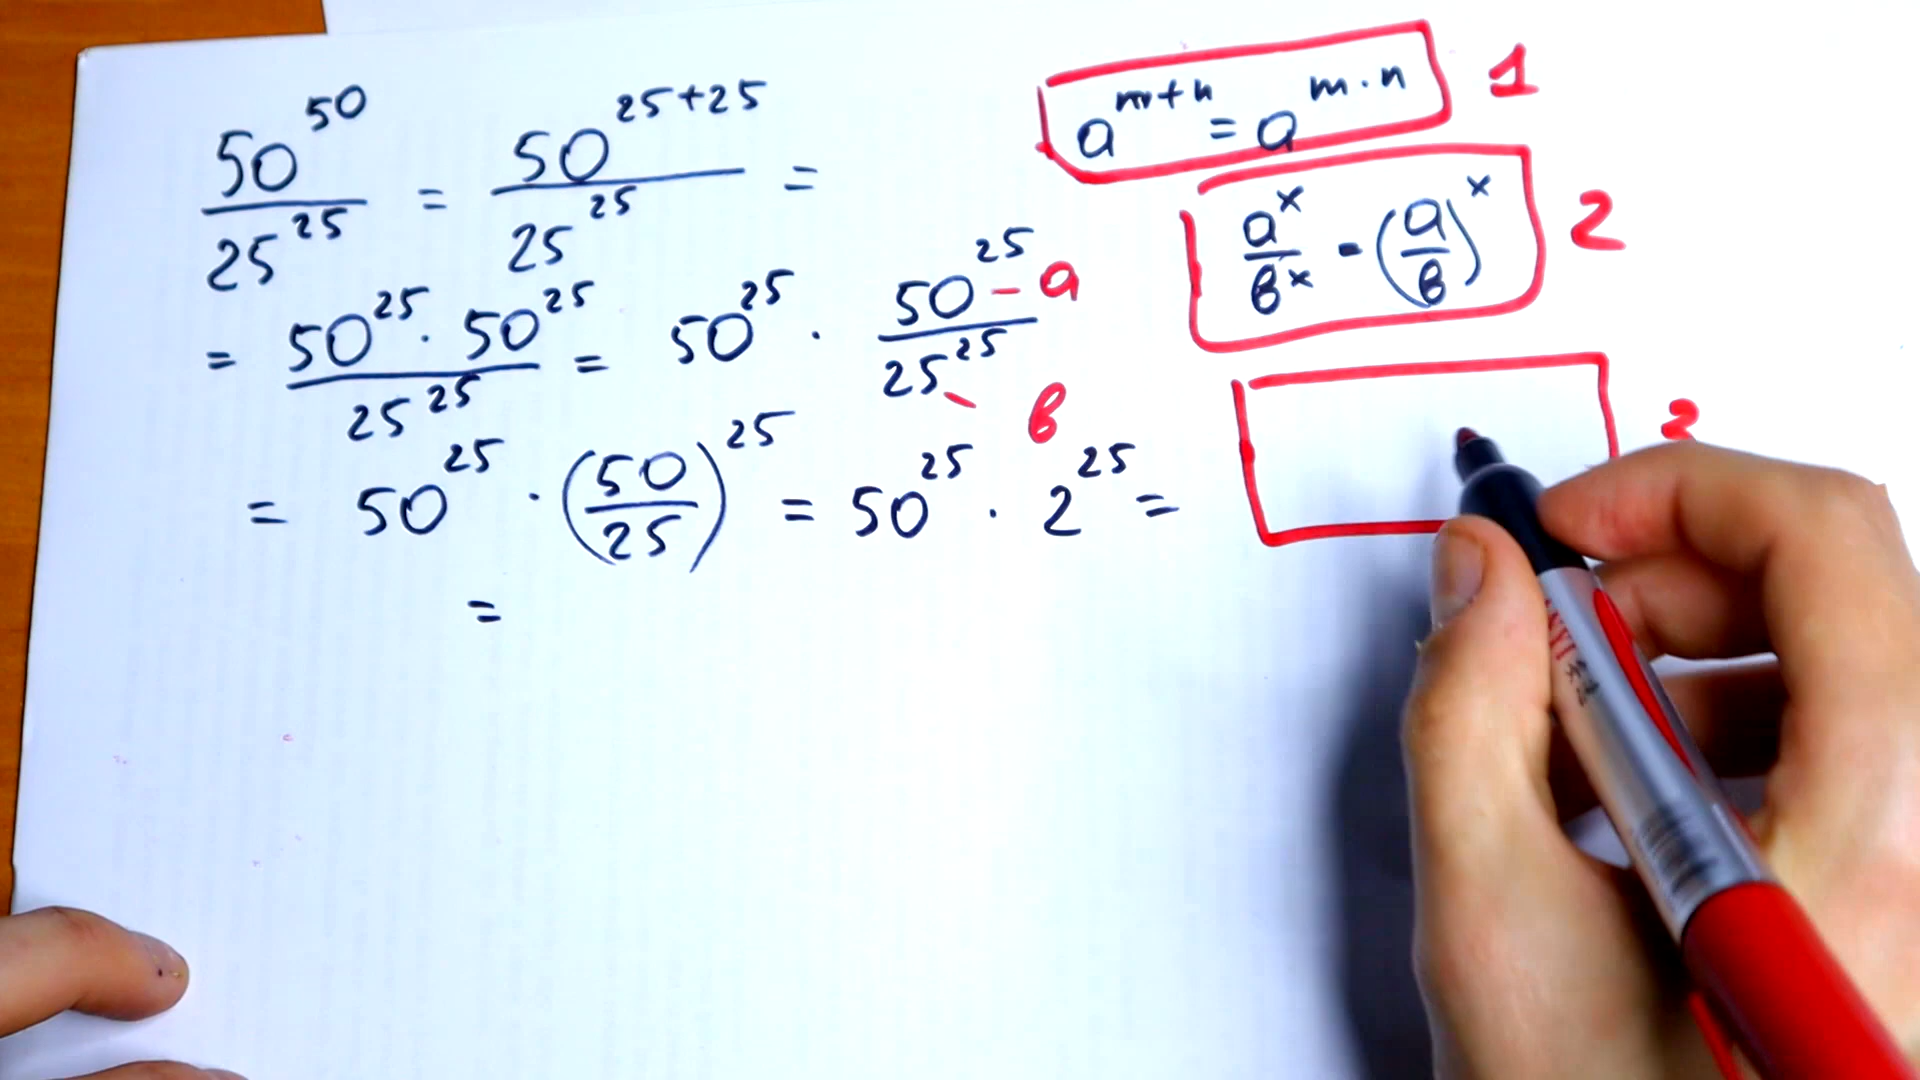 50^50 / 25^25 = 50^(25+25) / 25^25 =
= 50^25 · 50^25 / 25^25 = 50^25 · 50^25 / 25^25 - a - в
= 50^25 · (50/25)^25 = 50^25 · 2^25 =
=
a^(m+n) = a^(m·n) 1
a^x / в^x = (a/в)^x 2